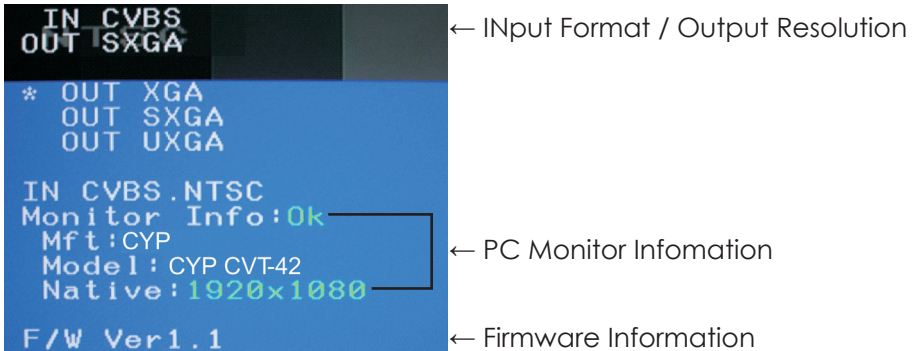 IN CVBS
OUT SXGA
NTSC
← INput Format / Output Resolution
* OUT XGA
OUT SXGA
OUT UXGA
IN CVBS.NTSC
Monitor Info:Ok
Mft:CYP
Model: CYP CVT-42
Native:1920x1080
← PC Monitor Infomation
F/W Ver1.1
← Firmware Information